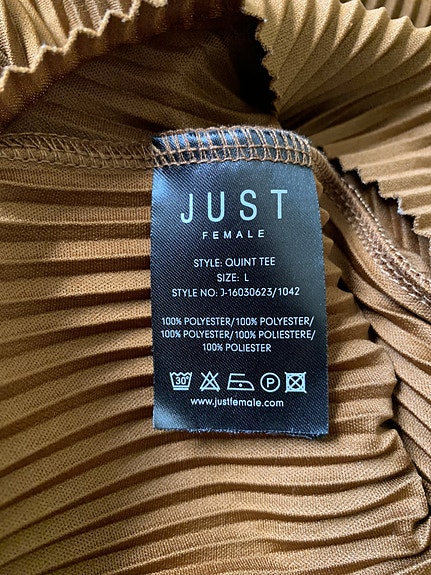 JUST
FEMALE
STYLE: QUINT TEE
SIZE: L
STYLE NO: J-16030623/1042
100% POLYESTER/100% POLYESTER/
100% POLYESTER/100% POLIESTERE/
100% POLIESTER
30°
P
www.justfemale.com